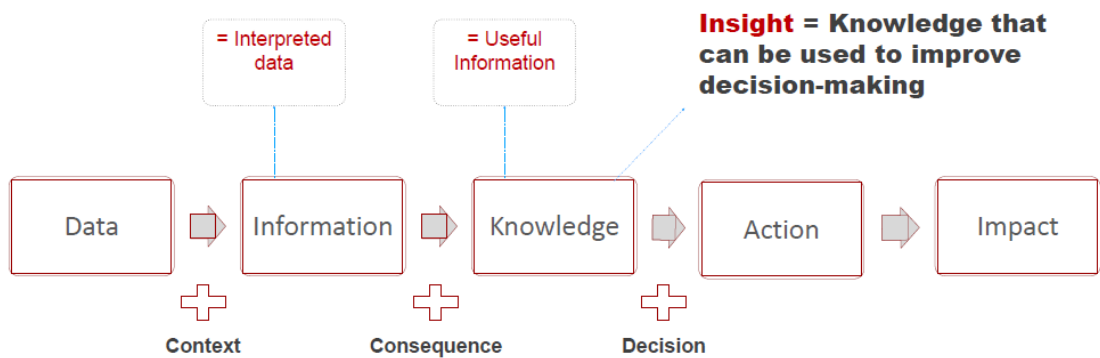 = Interpreted
data
= Useful
Information
Insight = Knowledge that
can be used to improve
decision-making
Data
Information
Knowledge
Action
Impact
Context
Consequence
Decision